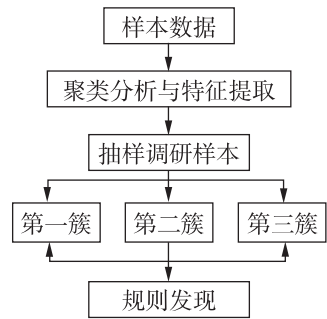 样本数据
聚类分析与特征提取
抽样调研样本
第一簇 第二簇 第三簇
规则发现